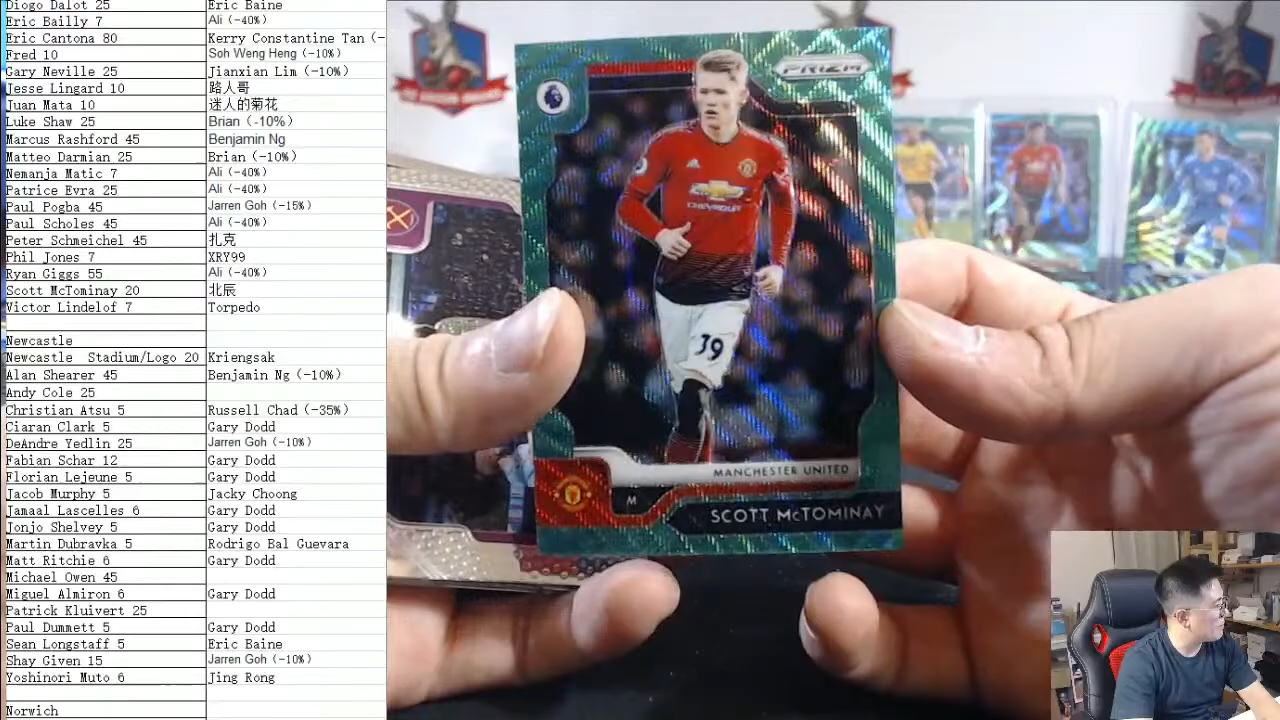 Diogo Dalot 25 Eric Baine
Eric Bailly 7 Ali (-40%)
Eric Cantona 80 Kerry Constantine Tan (-
Fred 10 Soh Weng Heng (-10%)
Gary Neville 25 Jianxian Lim (-10%)
Jesse Lingard 10 路人哥
Juan Mata 10 迷人的菊花
Luke Shaw 25 Brian (-10%)
Marcus Rashford 45 Benjamin Ng
Matteo Darmian 25 Brian (-10%)
Nemanja Matic 7 Ali (-40%)
Patrice Evra 25 Ali (-40%)
Paul Pogba 45 Jarren Goh (-15%)
Paul Scholes 45 Ali (-40%)
Peter Schmeichel 45 扎克
Phil Jones 7 XRY99
Ryan Giggs 55 Ali (-40%)
Scott McTominay 20 北辰
Victor Lindelof 7 Torpedo
Newcastle
Newcastle Stadium/Logo 20 Kriengsak
Alan Shearer 45 Benjamin Ng (-10%)
Andy Cole 25
Christian Atsu 5 Russell Chad (-35%)
Ciaran Clark 5 Gary Dodd
DeAndre Yedlin 25 Jarren Goh (-10%)
Fabian Schar 12 Gary Dodd
Florian Lejeune 5 Gary Dodd
Jacob Murphy 5 Jacky Choong
Jamaal Lascelles 6 Gary Dodd
Jonjo Shelvey 5 Gary Dodd
Martin Dubravka 5 Rodrigo Bal Guevara
Matt Ritchie 6 Gary Dodd
Michael Owen 45
Miguel Almiron 6 Gary Dodd
Patrick Kluivert 25
Paul Dummett 5 Gary Dodd
Sean Longstaff 5 Eric Baine
Shay Given 15 Jarren Goh (-10%)
Yoshinori Muto 6 Jing Rong
Norwich
PRIZM
CHEVROLET
39
MANCHESTER UNITED
M
SCOTT McTOMINAY